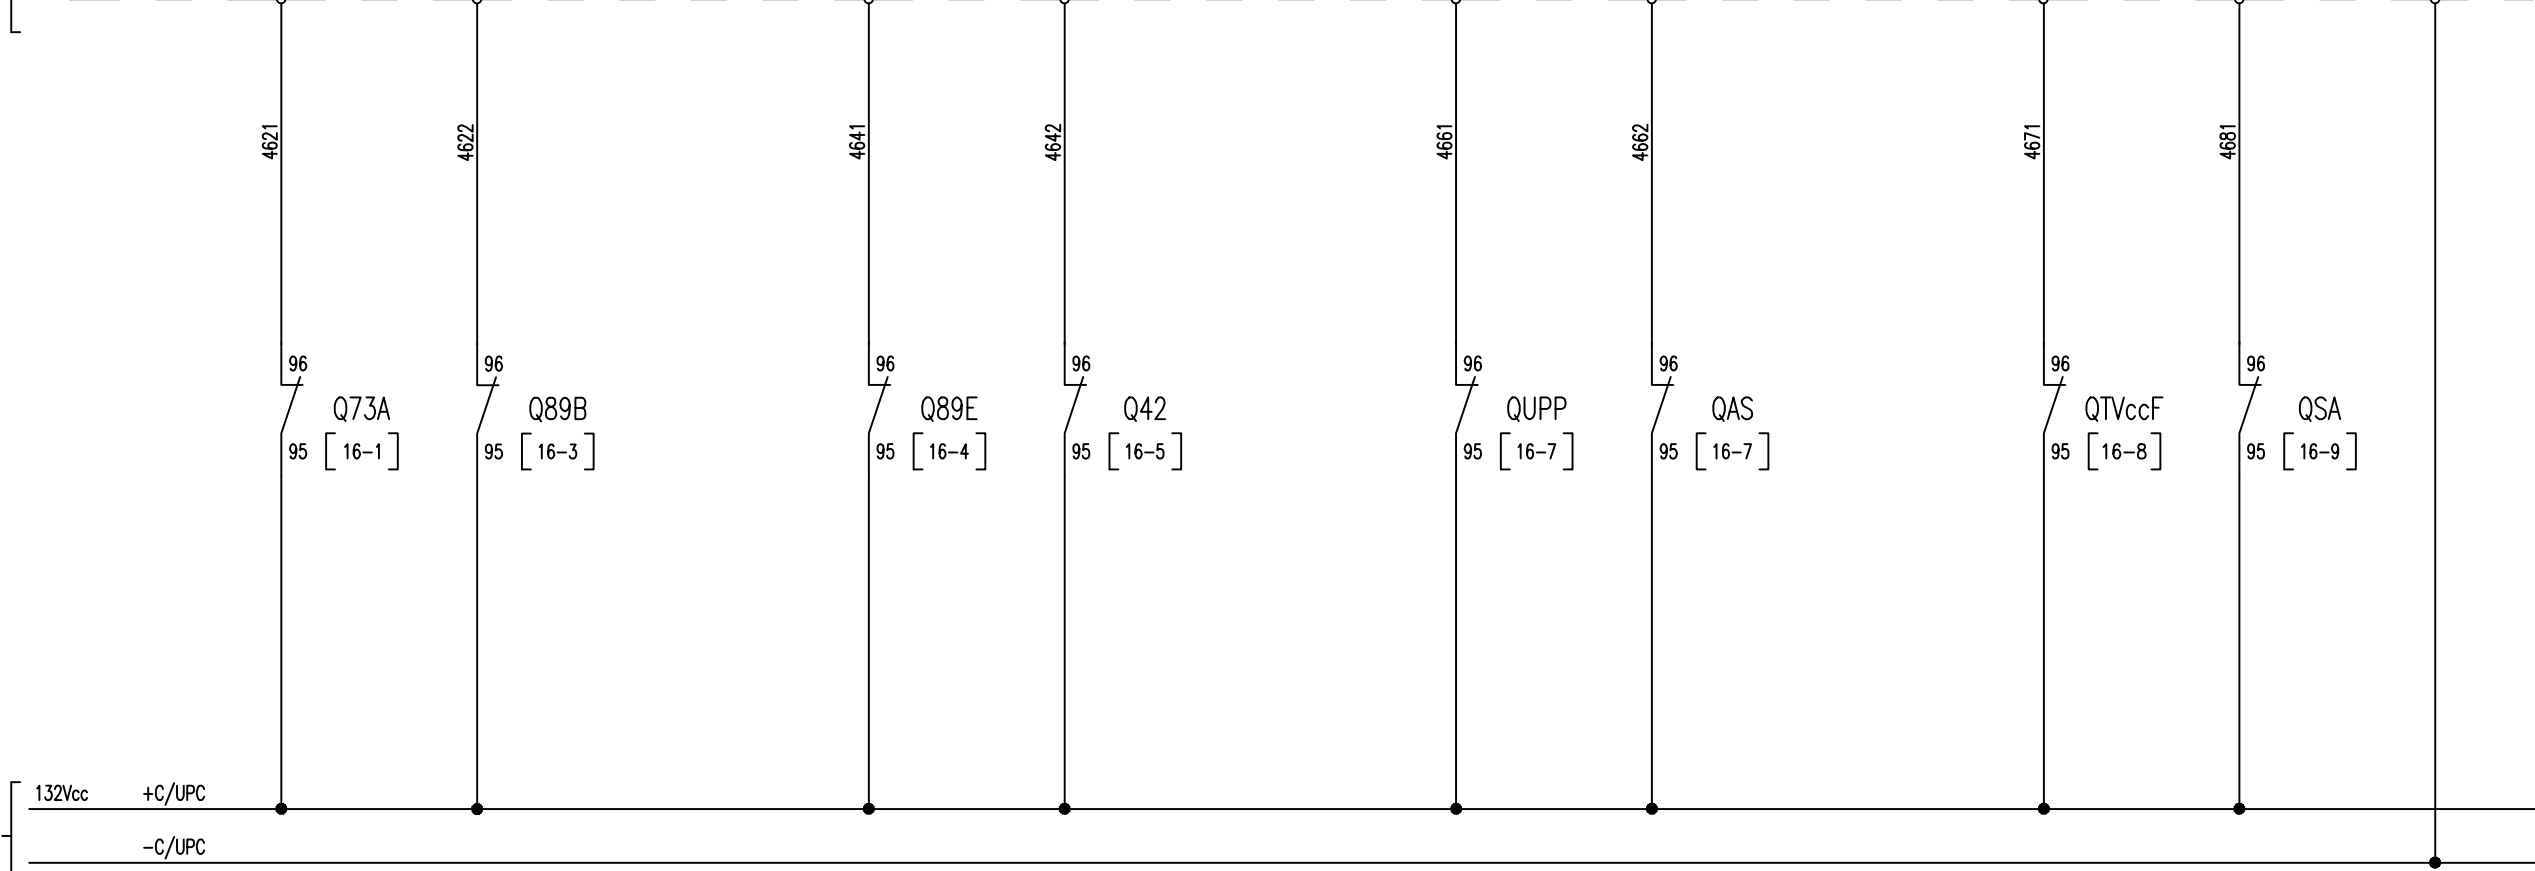 4621 4622 4641 4642 4661 4662 4671 4681
96 96 96 96 96 96 96 96
Q73A Q89B Q89E Q42 QUPP QAS QTVccF QSA
95 [16-1] 95 [16-3] 95 [16-4] 95 [16-5] 95 [16-7] 95 [16-7] 95 [16-8] 95 [16-9]
132Vcc +C/UPC
-C/UPC